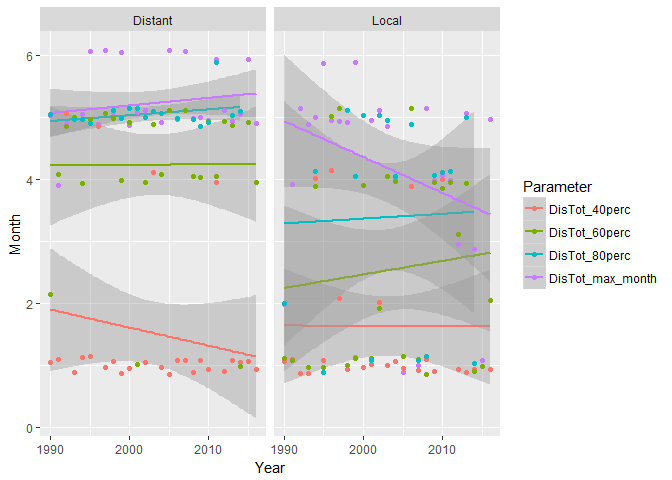 Distant Local
6
4
2
0
Month
1990 2000 2010 1990 2000 2010
Year
Parameter
DisTot_40perc
DisTot_60perc
DisTot_80perc
DisTot_max_month